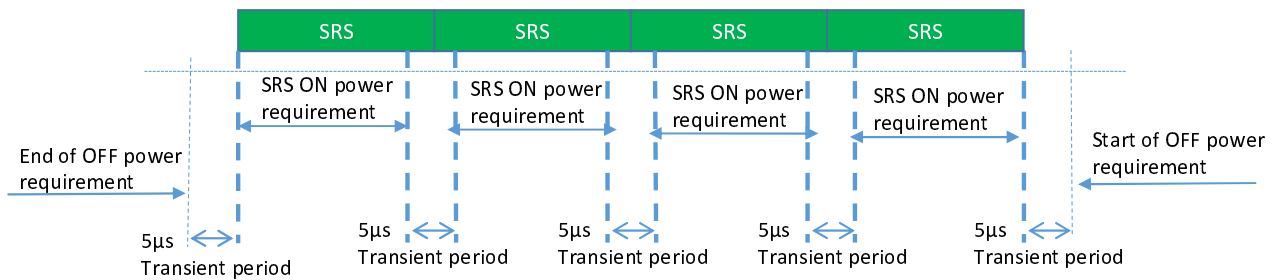 SRS
SRS
SRS
SRS
SRS ON power
requirement
SRS ON power
requirement
SRS ON power
requirement
SRS ON power
requirement
End of OFF power
requirement
Start of OFF power
requirement
5µs
Transient period
5µs
Transient period
5µs
Transient period
5µs
Transient period
5µs
Transient period